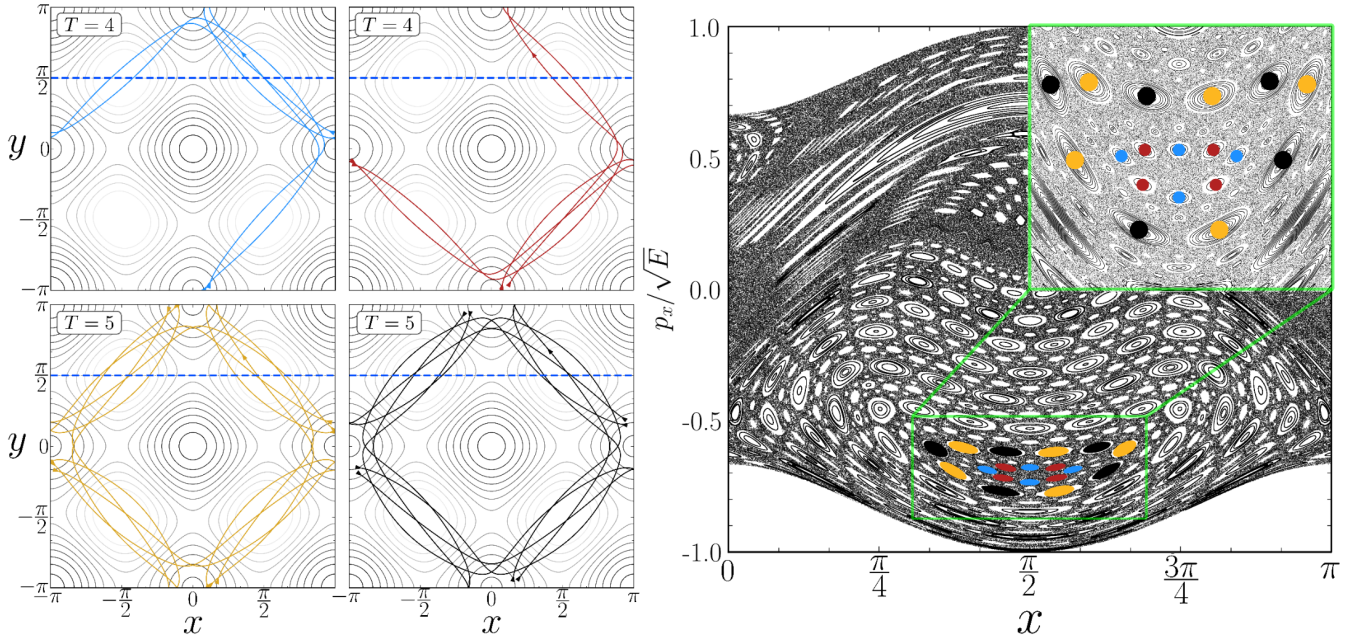 π
T = 4
T = 4
π/2
y
0
−π/2
−π
π
T = 5
T = 5
π/2
y
0
−π/2
−π
−π −π/2 0 π/2
−π −π/2 0 π/2 π
x
x
1.0
0.5
0.0
-0.5
-1.0
p_x/√E
0 π/4 π/2 3π/4 π
x